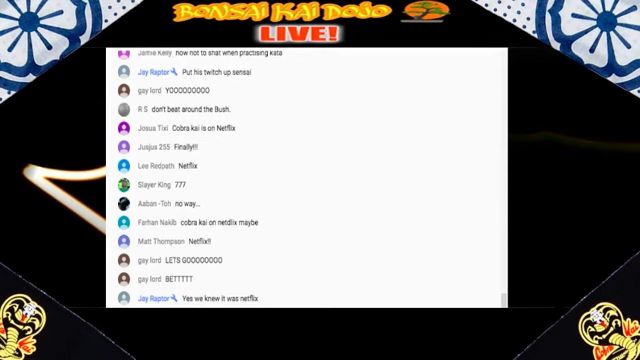 BONSAI KAI DOJO
LIVE!
Jamie Kelly how not to shat when practising kata
Jay Raptor Put his twitch up sensai
gay lord YOOOOOOOOO
R S don't beat around the Bush.
Josua Tixi Cobra kai is on Netflix
Jusjus 255 Finally!!!
Lee Redpath Netflix
Slayer King 777
Aaban -Toh no way...
Farhan Nakib cobra kai on netdlix maybe
Matt Thompson Netflix!!
gay lord LETS GOOOOOOOO
gay lord BETTTTT
Jay Raptor Yes we knew it was netflix